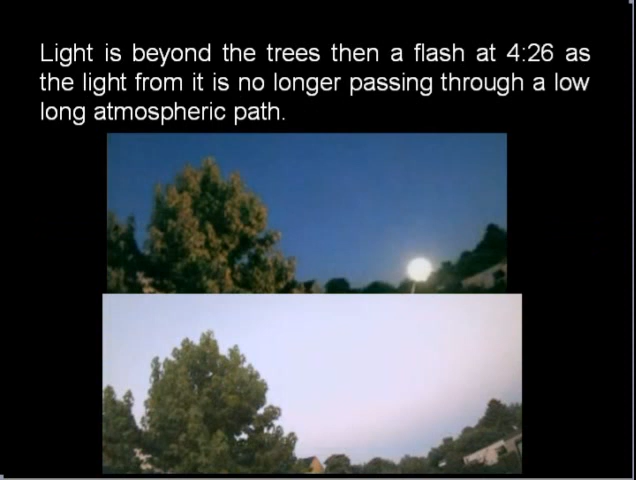 Light is beyond the trees then a flash at 4:26 as
the light from it is no longer passing through a low
long atmospheric path.